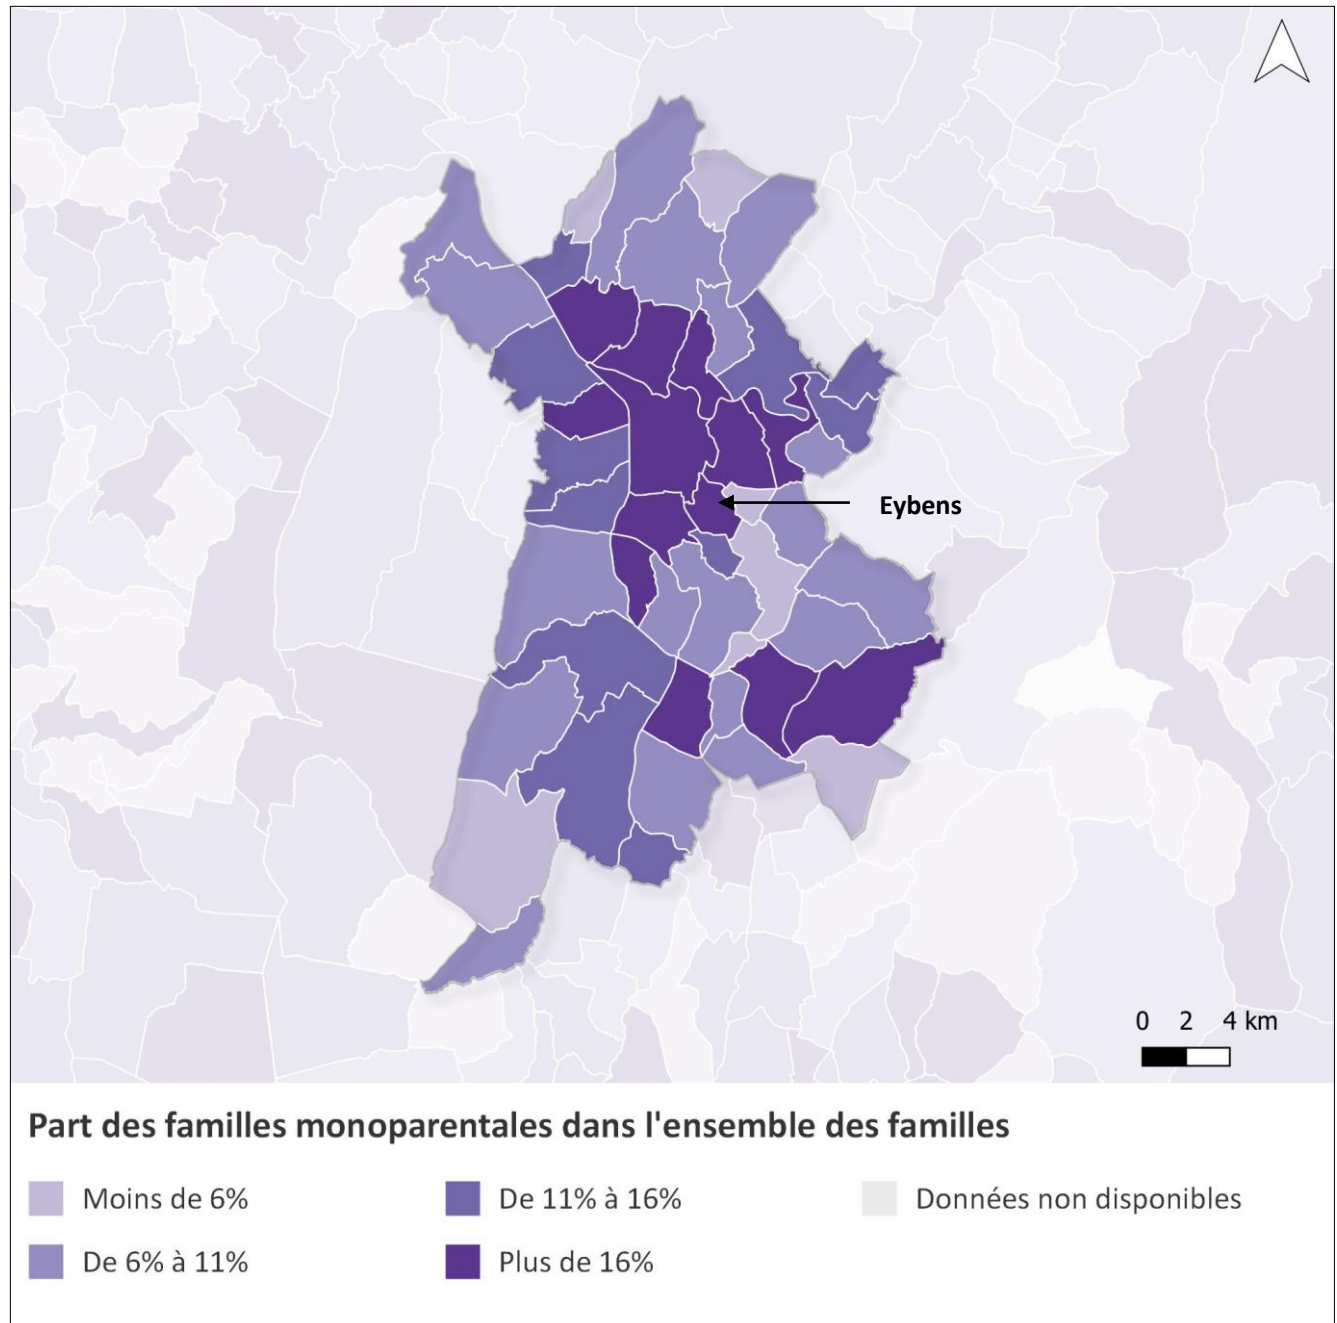 Eybens
0 2 4 km
Part des familles monoparentales dans l'ensemble des familles
Moins de 6%
De 11% à 16%
Données non disponibles
De 6% à 11%
Plus de 16%